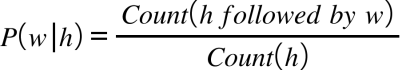 P(w|h) = Count(h followed by w) / Count(h)